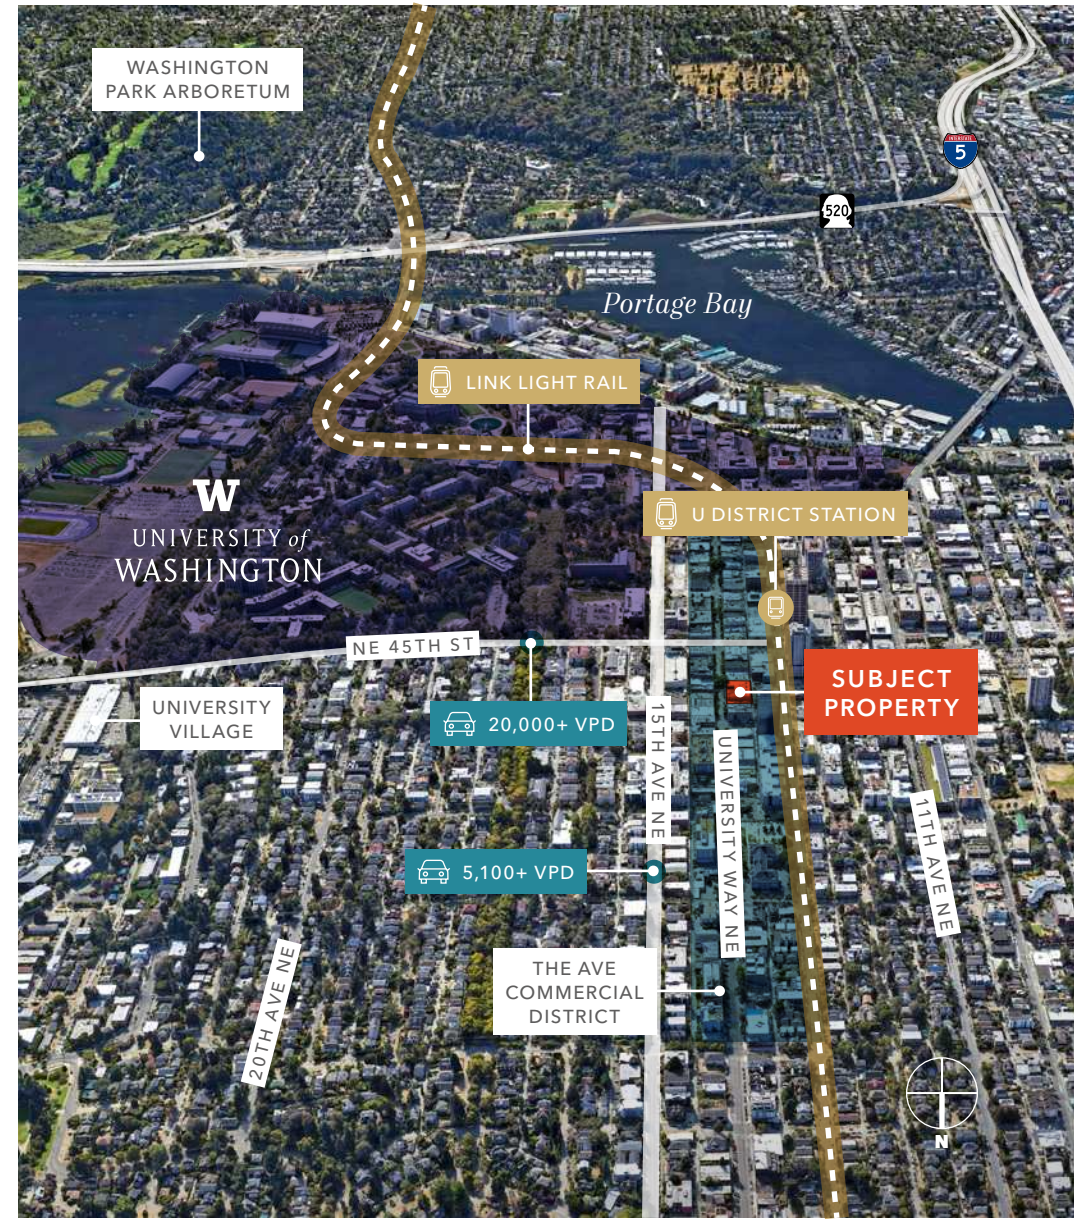 WASHINGTON
PARK ARBORETUM
INTERSTATE
5
520
Portage Bay
LINK LIGHT RAIL
W
UNIVERSITY of
WASHINGTON
U DISTRICT STATION
NE 45TH ST
SUBJECT
PROPERTY
UNIVERSITY
VILLAGE
20,000+ VPD
15TH AVE NE
UNIVERSITY WAY NE
11TH AVE NE
5,100+ VPD
20TH AVE NE
THE AVE
COMMERCIAL
DISTRICT
N